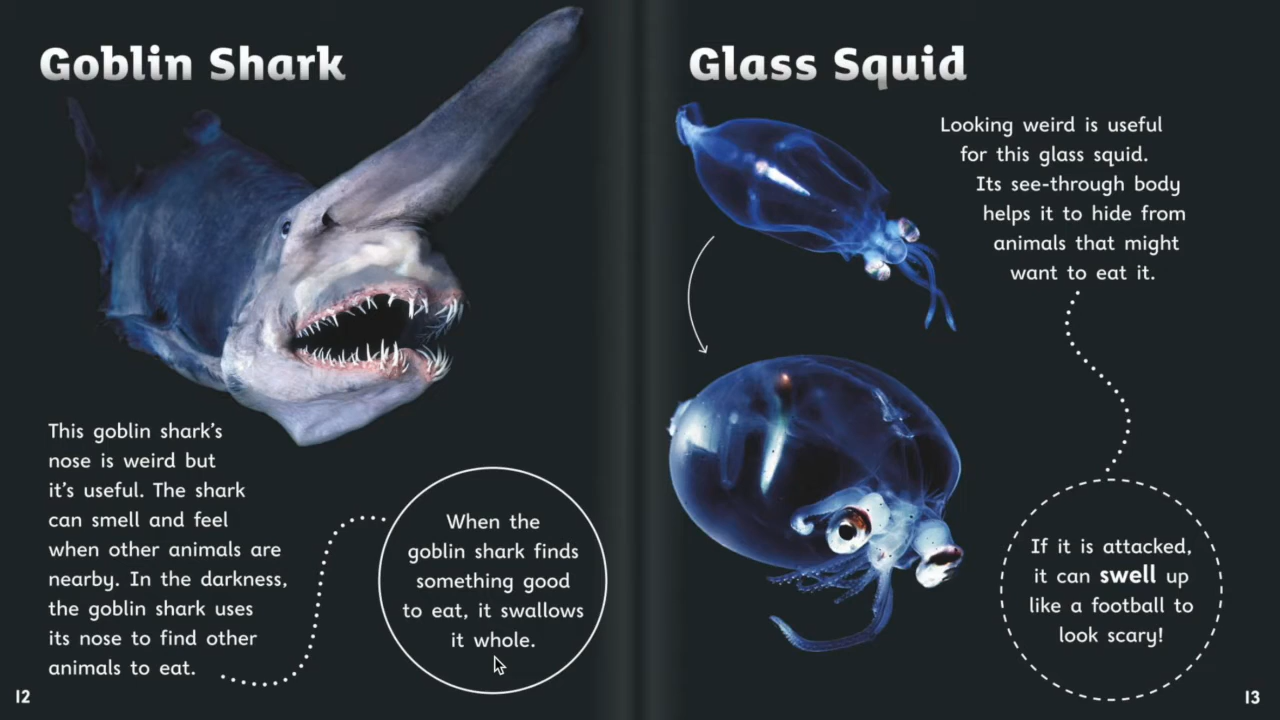 Goblin Shark
This goblin shark's
nose is weird but
it's useful. The shark
can smell and feel
when other animals are
nearby. In the darkness,
the goblin shark uses
its nose to find other
animals to eat.
When the
goblin shark finds
something good
to eat, it swallows
it whole.
12
Glass Squid
Looking weird is useful
for this glass squid.
Its see-through body
helps it to hide from
animals that might
want to eat it.
If it is attacked,
it can swell up
like a football to
look scary!
13